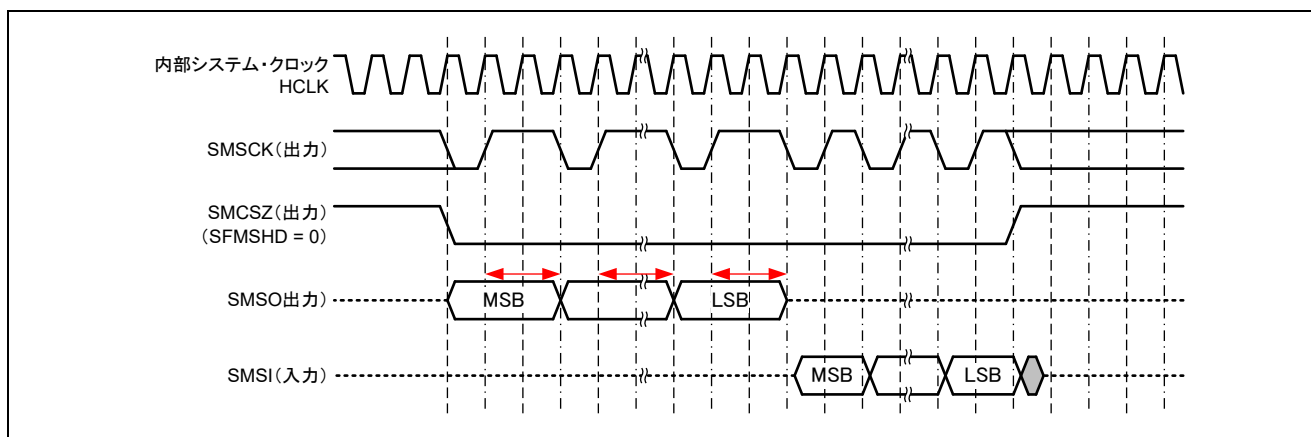 内部システム・クロック
HCLK
SMSCK（出力）
SMCSZ（出力）
（SFMSHD = 0）
SMSO出力）
MSB
LSB
SMSI（入力）
MSB
LSB